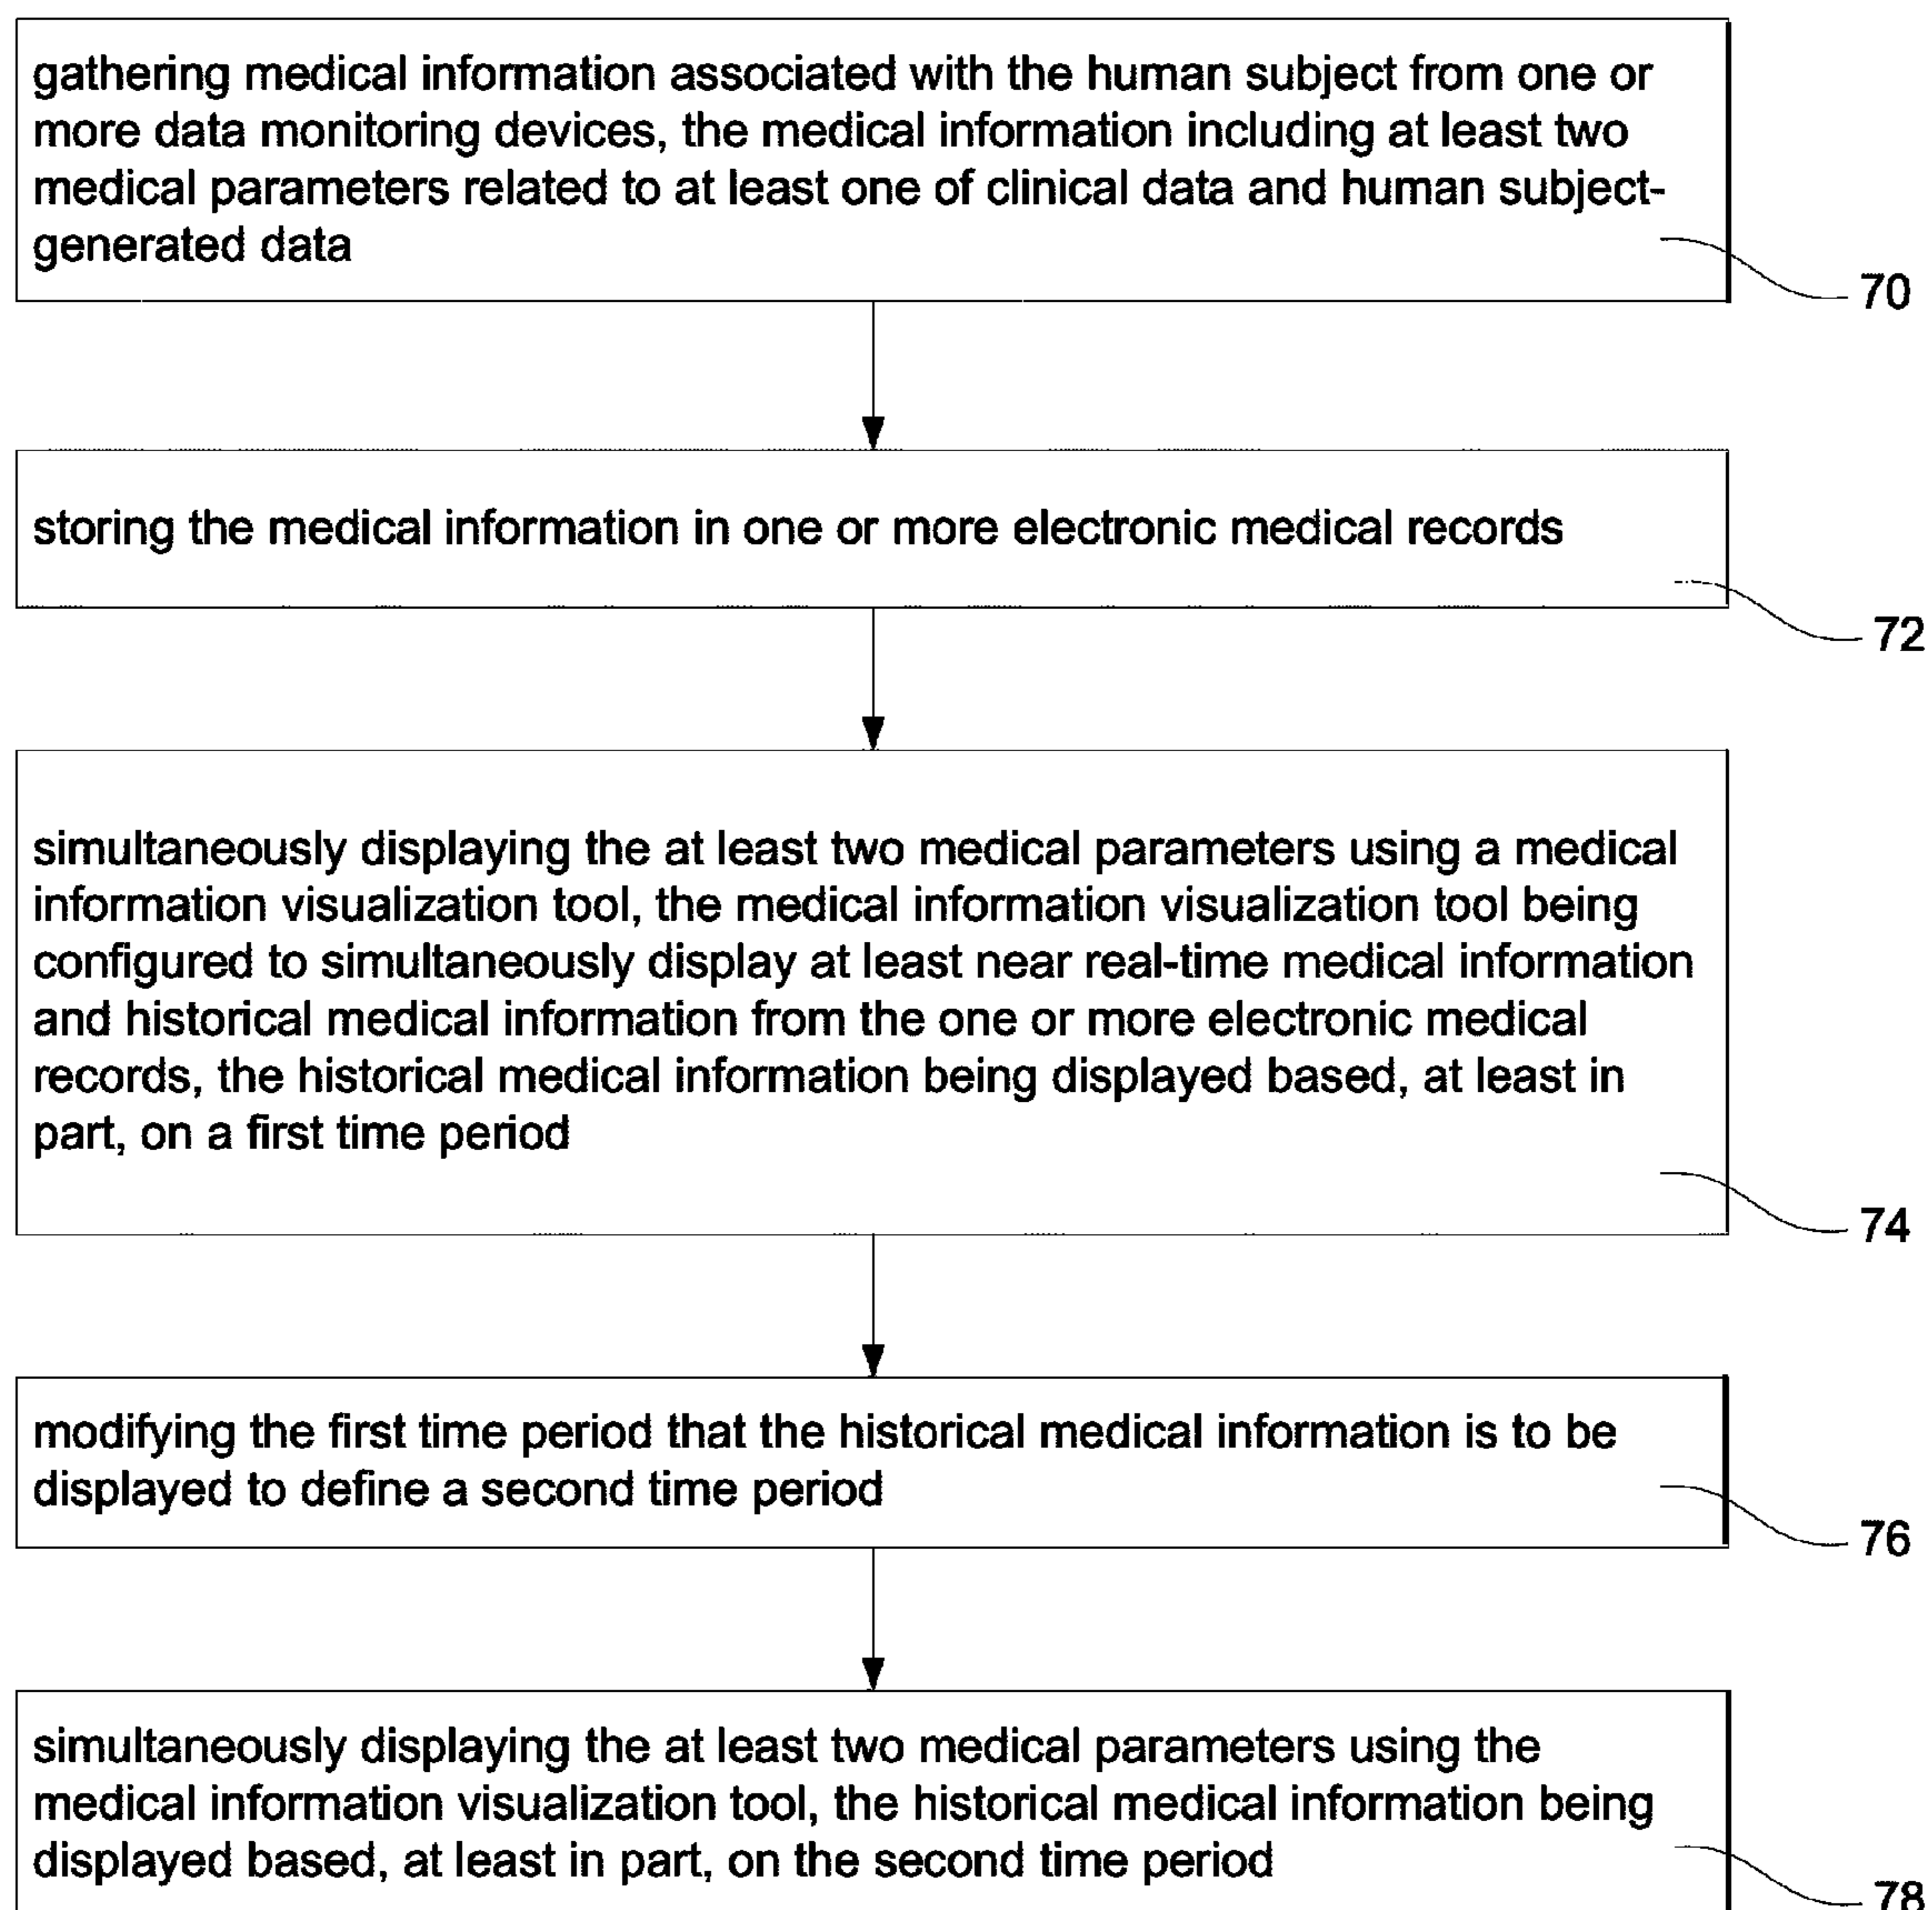 gathering medical information associated with the human subject from one or
more data monitoring devices, the medical information including at least two
medical parameters related to at least one of clinical data and human subject-
generated data
70
storing the medical information in one or more electronic medical records
72
simultaneously displaying the at least two medical parameters using a medical
information visualization tool, the medical information visualization tool being
configured to simultaneously display at least near real-time medical information
and historical medical information from the one or more electronic medical
records, the historical medical information being displayed based, at least in
part, on a first time period
74
modifying the first time period that the historical medical information is to be
displayed to define a second time period
76
simultaneously displaying the at least two medical parameters using the
medical information visualization tool, the historical medical information being
displayed based, at least in part, on the second time period
78